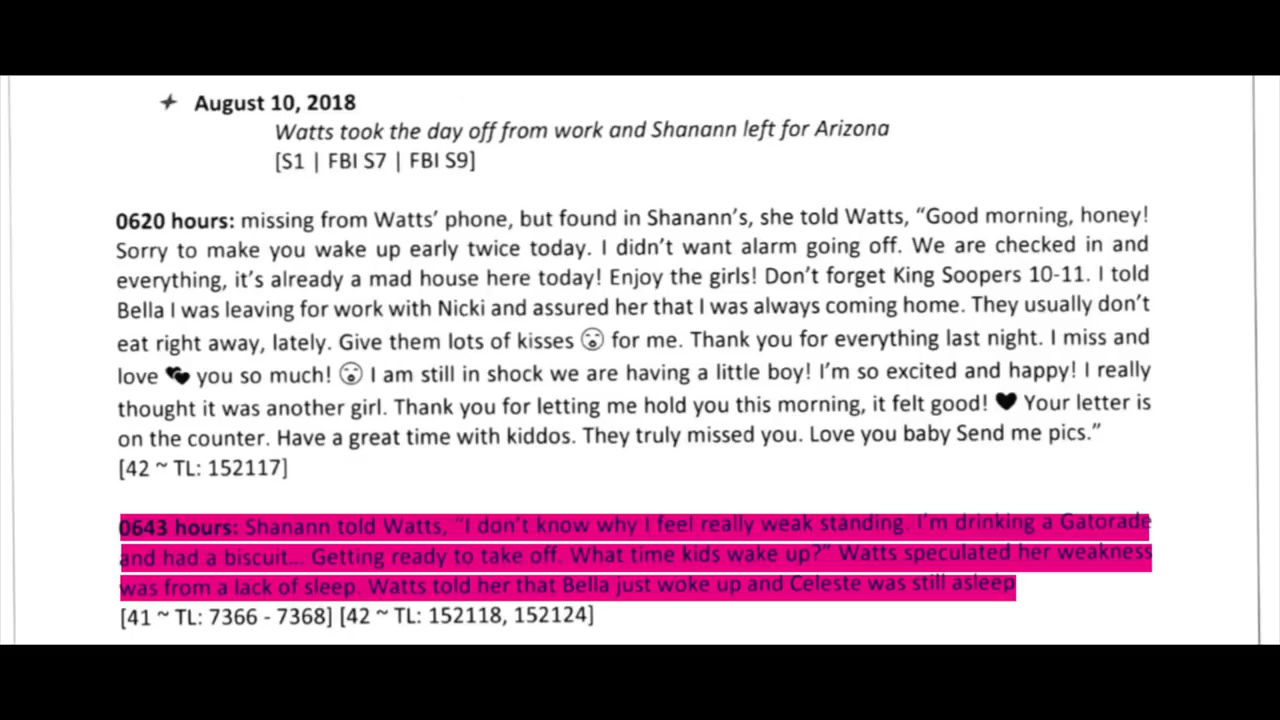 August 10, 2018
Watts took the day off from work and Shanann left for Arizona
[S1 | FBI S7 | FBI S9]
0620 hours: missing from Watts’ phone, but found in Shanann’s, she told Watts, “Good morning, honey!
Sorry to make you wake up early twice today. I didn’t want alarm going off. We are checked in and
everything, it’s already a mad house here today! Enjoy the girls! Don’t forget King Soopers 10-11. I told
Bella I was leaving for work with Nicki and assured her that I was always coming home. They usually don’t
eat right away, lately. Give them lots of kisses 😮 for me. Thank you for everything last night. I miss and
love 💕 you so much! 😮 I am still in shock we are having a little boy! I’m so excited and happy! I really
thought it was another girl. Thank you for letting me hold you this morning, it felt good! ♥ Your letter is
on the counter. Have a great time with kiddos. They truly missed you. Love you baby Send me pics.”
[42 ~ TL: 152117]
0643 hours: Shanann told Watts, “I don’t know why I feel really weak standing. I’m drinking a Gatorade
and had a biscuit... Getting ready to take off. What time kids wake up?” Watts speculated her weakness
was from a lack of sleep. Watts told her that Bella just woke up and Celeste was still asleep
[41 ~ TL: 7366 - 7368] [42 ~ TL: 152118, 152124]